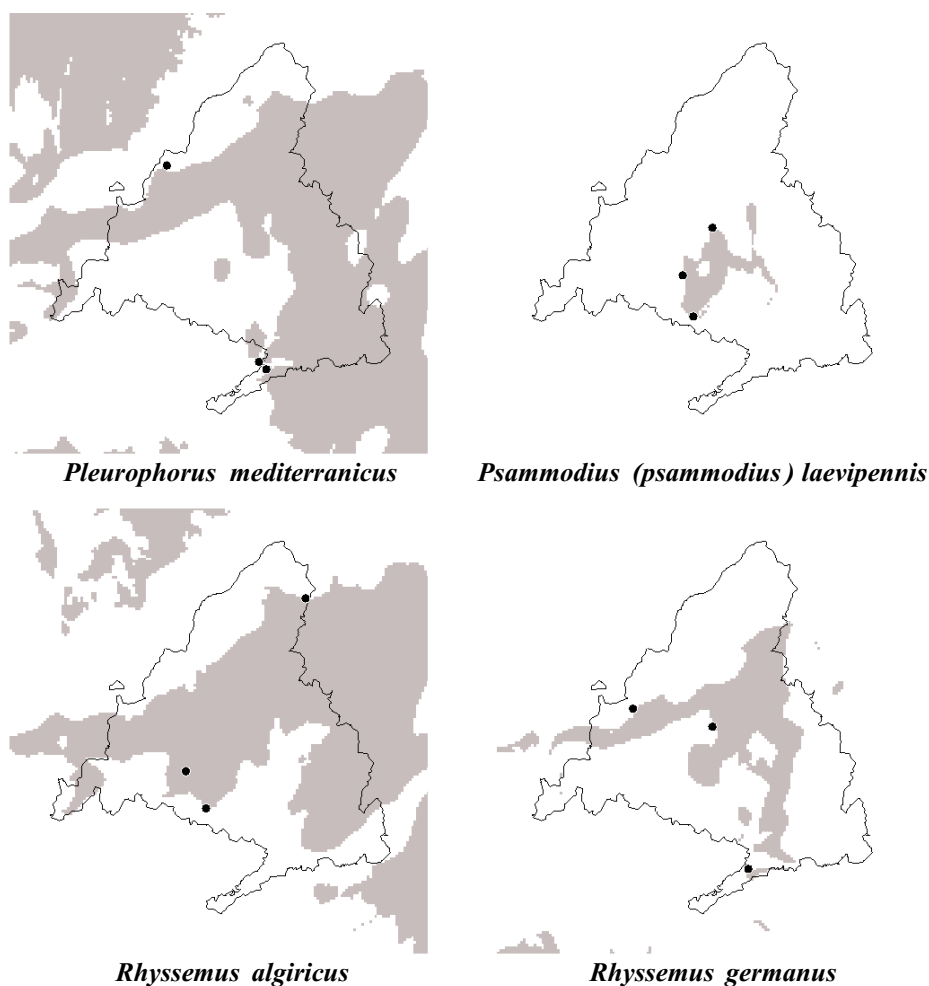 Pleurophorus mediterranicus
Psammodius (psammodius) laevipennis
Rhyssemus algiricus
Rhyssemus germanus